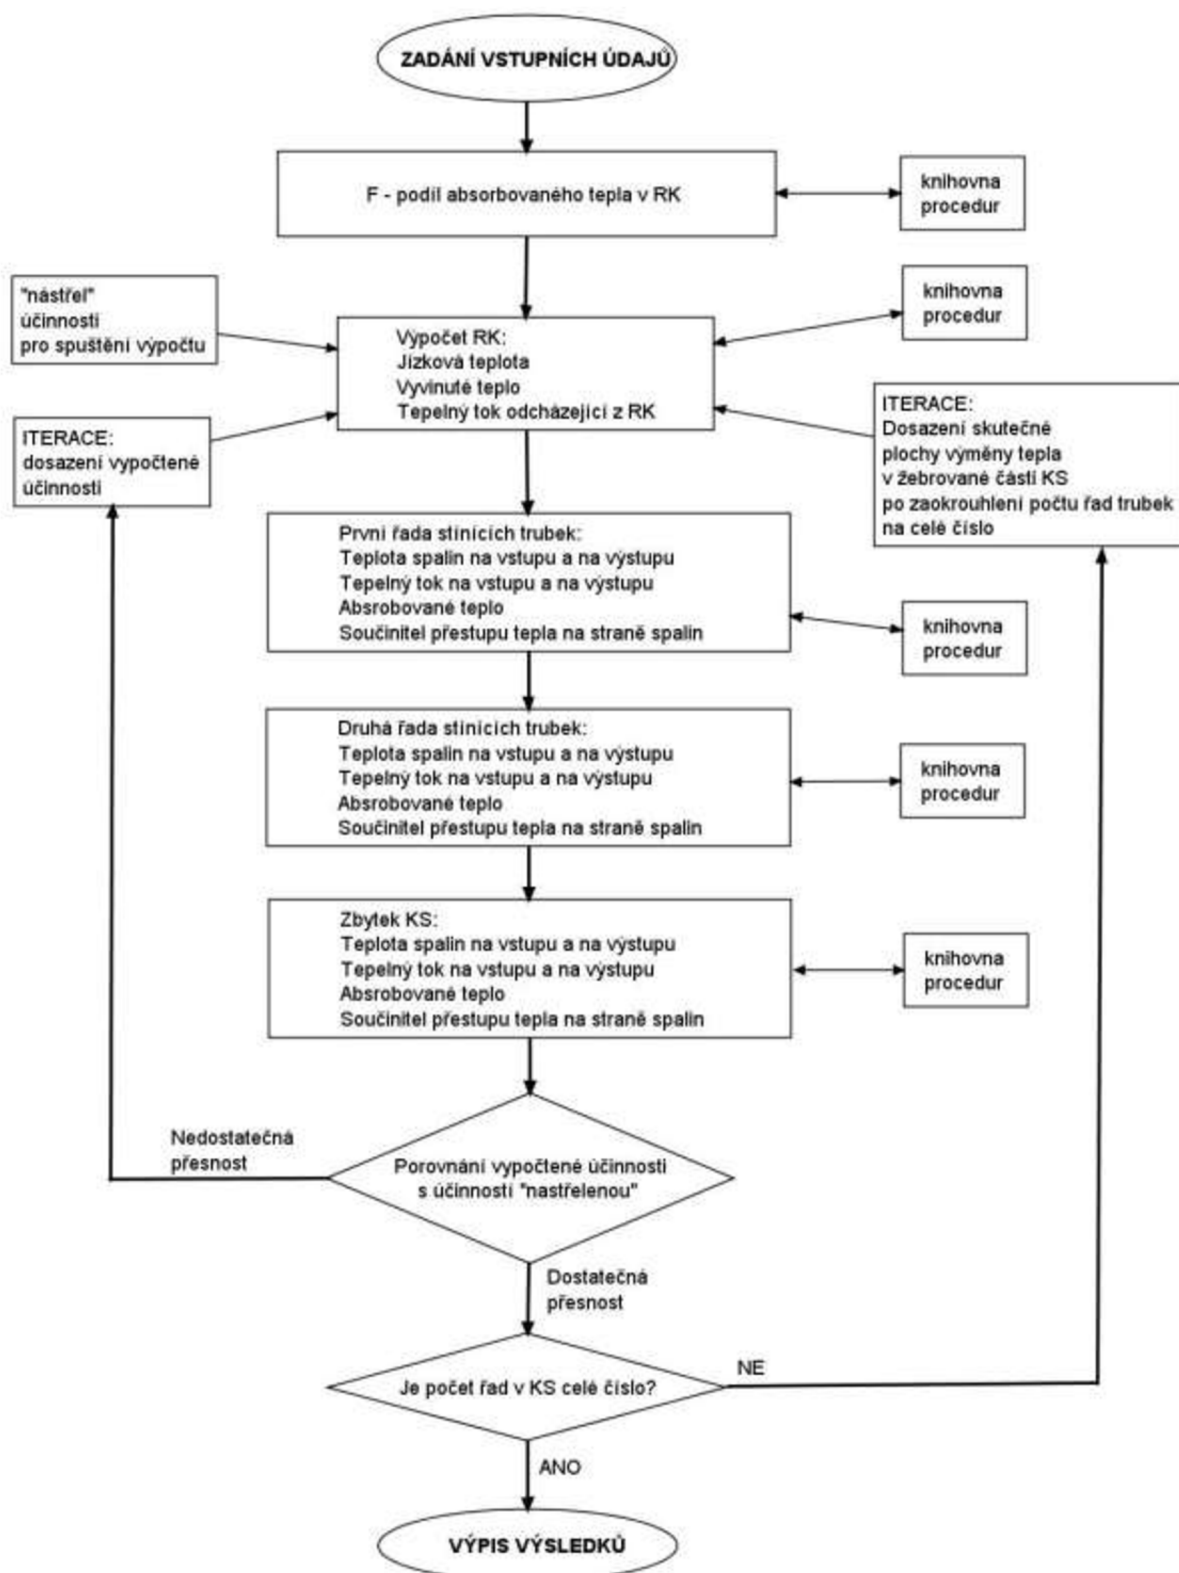 ZADÁNÍ VSTUPNÍCH ÚDAJŮ
F - podíl absorbovaného tepla v RK
knihovna
procedur
knihovna
procedur
"nástřel"
účinnosti
pro spuštění výpočtu
Výpočet RK:
Jízková teplota
Vyvinuté teplo
Tepelný tok odcházející z RK
ITERACE:
dosazení vypočtené
účinnosti
ITERACE:
Dosazení skutečné
plochy výměny tepla
v žebrované části KS
po zaokrouhlení počtu řad trubek
na celé číslo
První řada stínících trubek:
Teplota spalin na vstupu a na výstupu
Tepelný tok na vstupu a na výstupu
Absrobované teplo
Součinitel přestupu tepla na straně spalin
knihovna
procedur
Druhá řada stínících trubek:
Teplota spalin na vstupu a na výstupu
Tepelný tok na vstupu a na výstupu
Absrobované teplo
Součinitel přestupu tepla na straně spalin
knihovna
procedur
Zbytek KS:
Teplota spalin na vstupu a na výstupu
Tepelný tok na vstupu a na výstupu
Absrobované teplo
Součinitel přestupu tepla na straně spalin
knihovna
procedur
Nedostatečná
přesnost
Porovnání vypočtené účinnosti
s účinností "nastřelenou"
Dostatečná
přesnost
Je počet řad v KS celé číslo?
NE
ANO
VÝPIS VÝSLEDKŮ